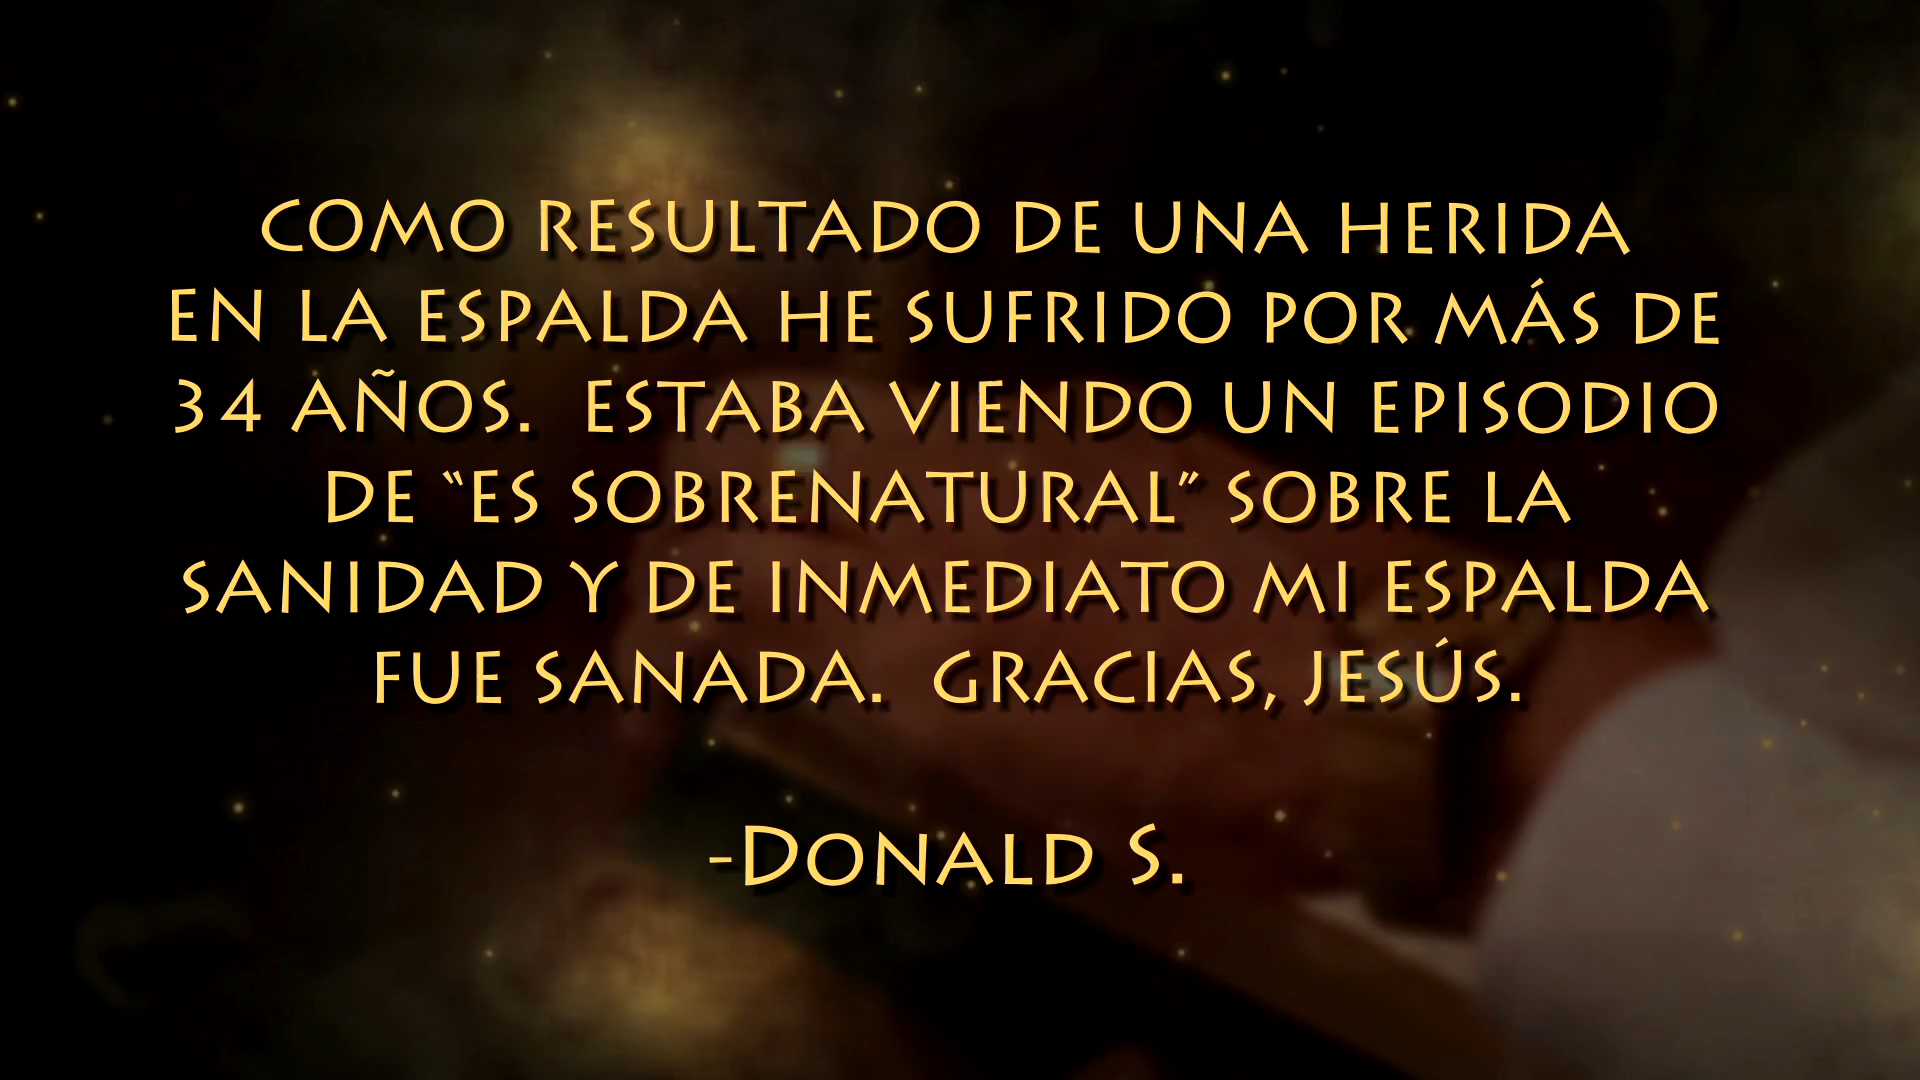 COMO RESULTADO DE UNA HERIDA
EN LA ESPALDA HE SUFRIDO POR MÁS DE
34 AÑOS. ESTABA VIENDO UN EPISODIO
DE “ES SOBRENATURAL” SOBRE LA
SANIDAD Y DE INMEDIATO MI ESPALDA
FUE SANADA. GRACIAS, JESÚS.
-DONALD S.